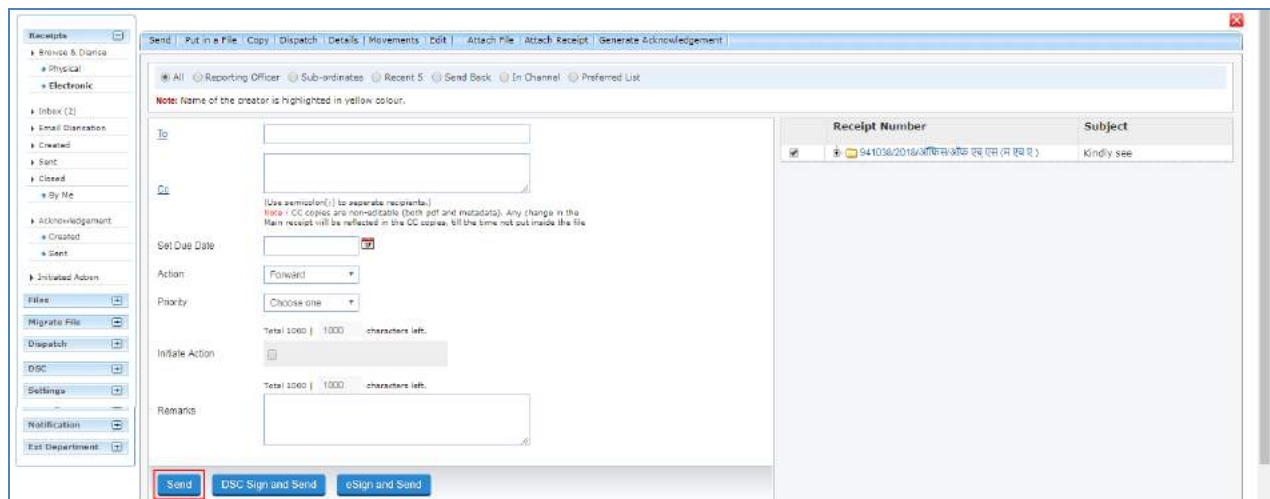 Receipts
Browse & Diarise
Physical
Electronic
Inbox (2)
Email Diarisation
Created
Sent
Closed
By Me
Acknowledgement
Created
Sent
Initiated Action
Files
Migrate File
Dispatch
DSC
Settings
Notification
Ext Department
Send | Put in a File | Copy | Dispatch | Details | Movements | Edit | Attach File | Attach Receipt | Generate Acknowledgement |
All Reporting Officer Sub-ordinates Recent 5 Send Back In Channel Preferred List
Note: Name of the creator is highlighted in yellow colour.
To
Cc
(Use semicolon(;) to seperate recipients.)
Note : CC copies are non-editable (both pdf and metadata). Any change in the
Main receipt will be reflected in the CC copies, till the time not put inside the file
Set Due Date
Action Forward
Priority Choose one
Total 1000 | 1000 characters left.
Initiate Action
Total 1000 | 1000 characters left.
Remarks
Send DSC Sign and Send eSign and Send
Receipt Number Subject
941038/2018/ऑफिस/ऑफ एच् एस Kindly see